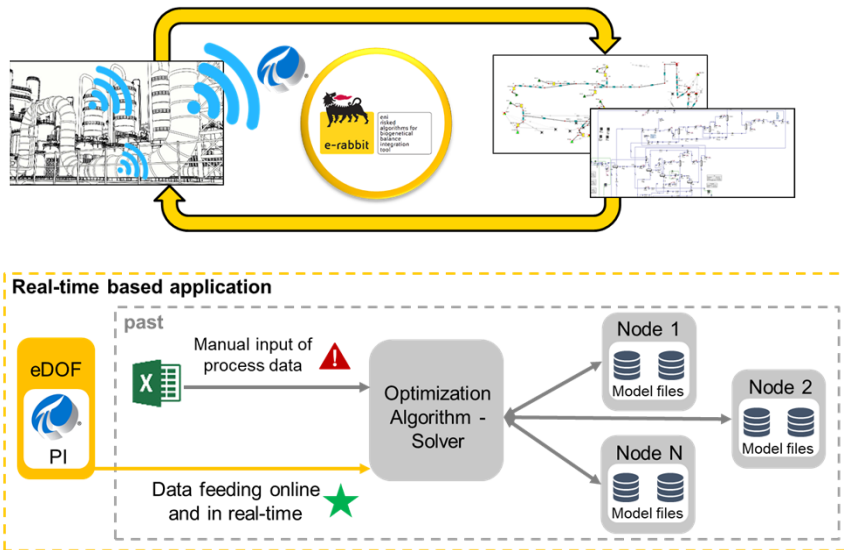 e-rabbit
eni
risked
algorithms for
biogenetical
balance
integration
tool
Real-time based application
past
eDOF
PI
X
Manual input of
process data
!
Data feeding online
and in real-time
Optimization
Algorithm -
Solver
Node 1
Model files
Node 2
Model files
Node N
Model files